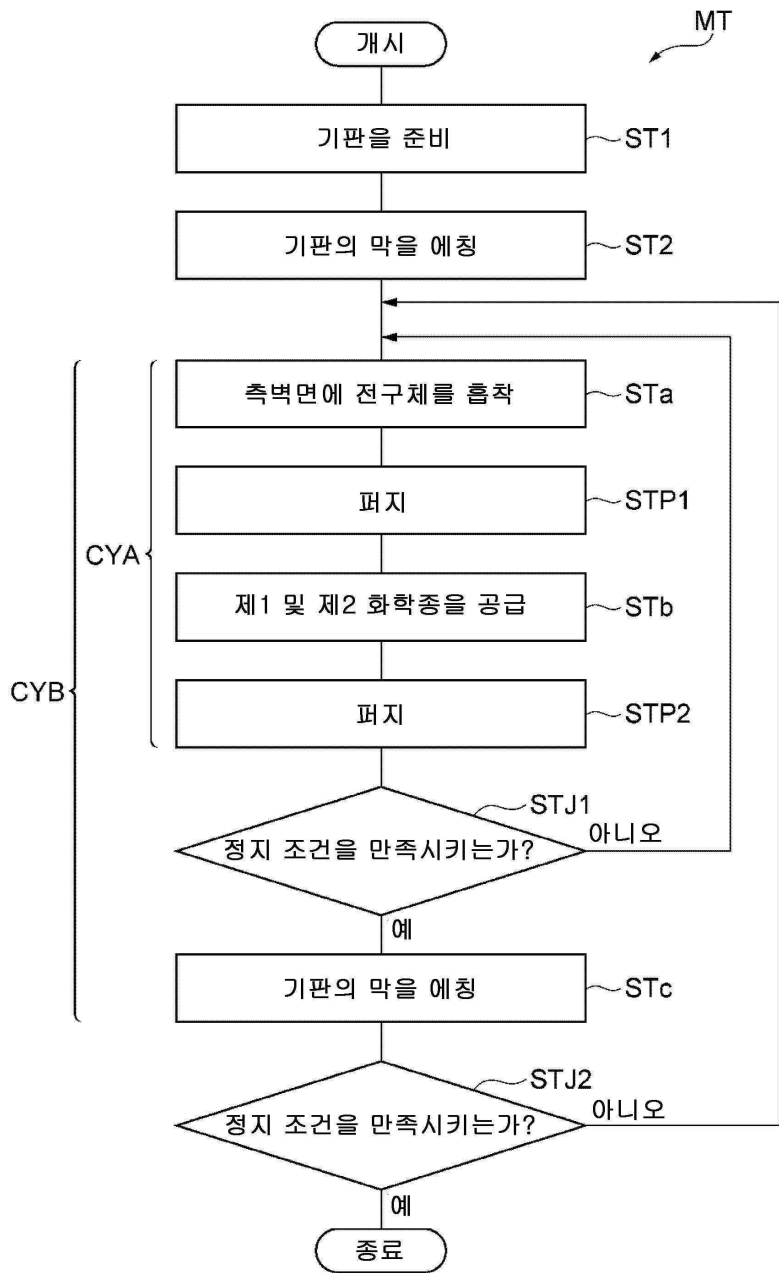 MT
개시
기판을 준비
ST1
기판의 막을 에칭
ST2
측벽면에 전구체를 흡착
STa
퍼지
STP1
CYA
제1 및 제2 화학종을 공급
STb
CYB
퍼지
STP2
STJ1
정지 조건을 만족시키는가?
아니오
예
기판의 막을 에칭
STc
STJ2
정지 조건을 만족시키는가?
아니오
예
종료